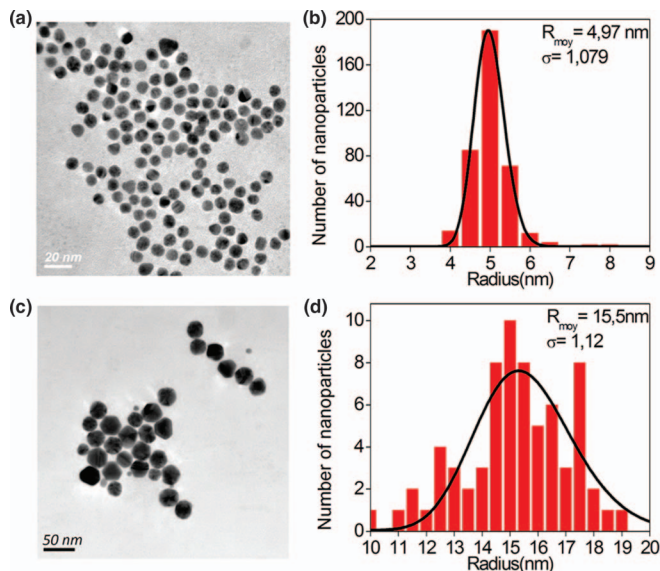 (a)
20 nm
(b)
R_moy = 4,97 nm
σ= 1,079
Number of nanoparticles
200
160
120
80
40
0
2 3 4 5 6 7 8 9
Radius(nm)
(c)
50 nm
(d)
R_moy = 15,5nm
σ= 1,12
Number of nanoparticles
10
8
6
4
2
0
10 11 12 13 14 15 16 17 18 19 20
Radius(nm)